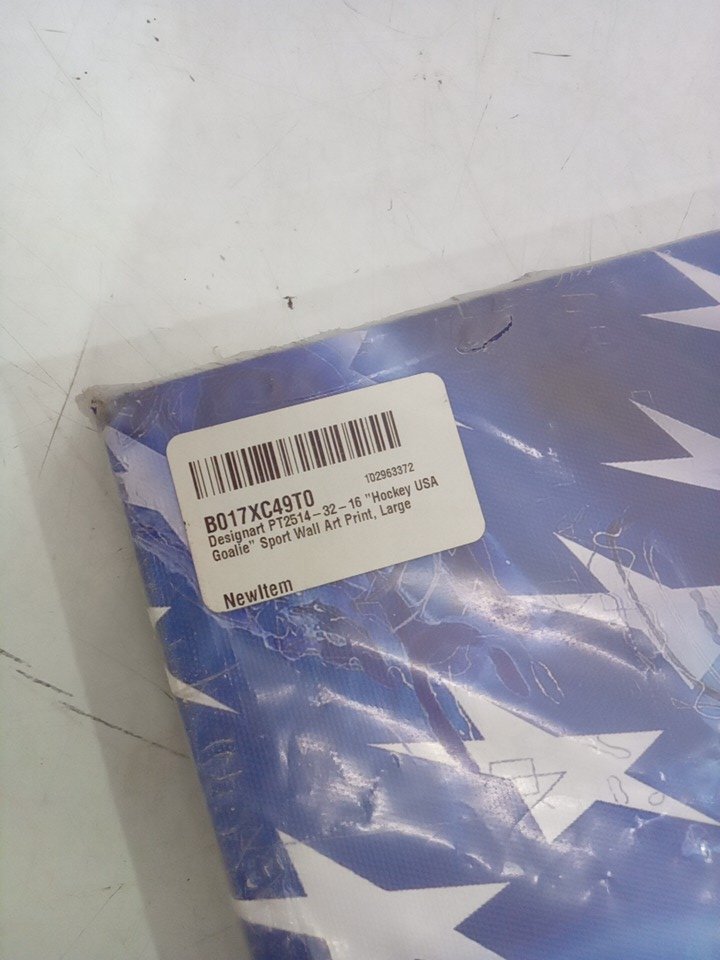 102963372
B017XC49T0
Designart PT2514-32-16 "Hockey USA
Goalie" Sport Wall Art Print, Large
NewItem